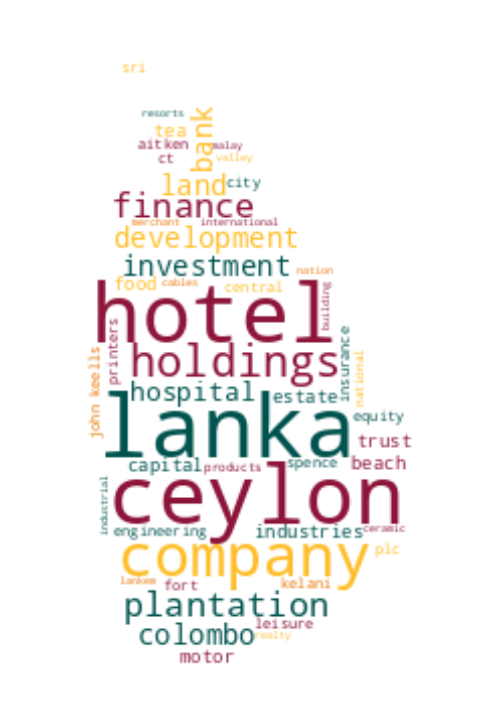 sri
resorts
tea
bank
aitken
malay
ct
valley
land
city
finance
merchant
international
development
investment
nation
food
cables
central
hotel
building
printers
holdings
insurance
national
john keells
hospital
estate
lanka
equity
trust
capital
products
spence
beach
industrial
ceylon
engineering
industries
ceramic
company
plc
lankem
fort
kelani
plantation
colombo
leisure
realty
motor